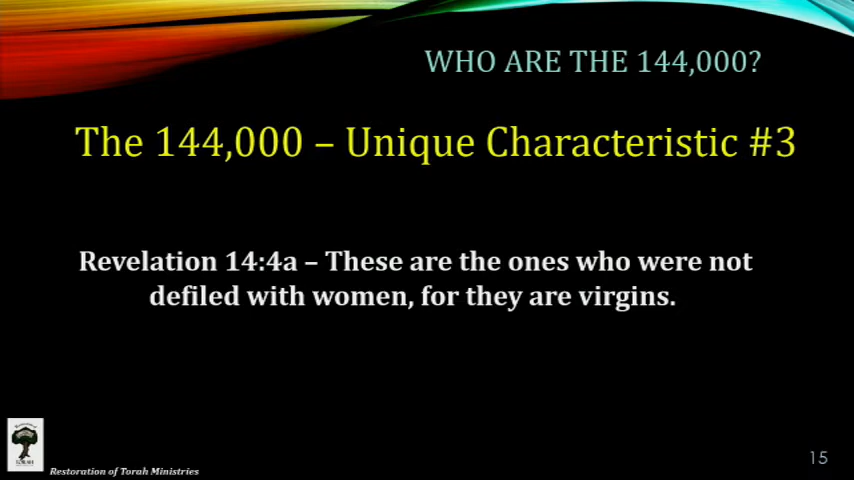 WHO ARE THE 144,000?
The 144,000 – Unique Characteristic #3
Revelation 14:4a – These are the ones who were not
defiled with women, for they are virgins.
TORAH
Restoration of Torah Ministries
15